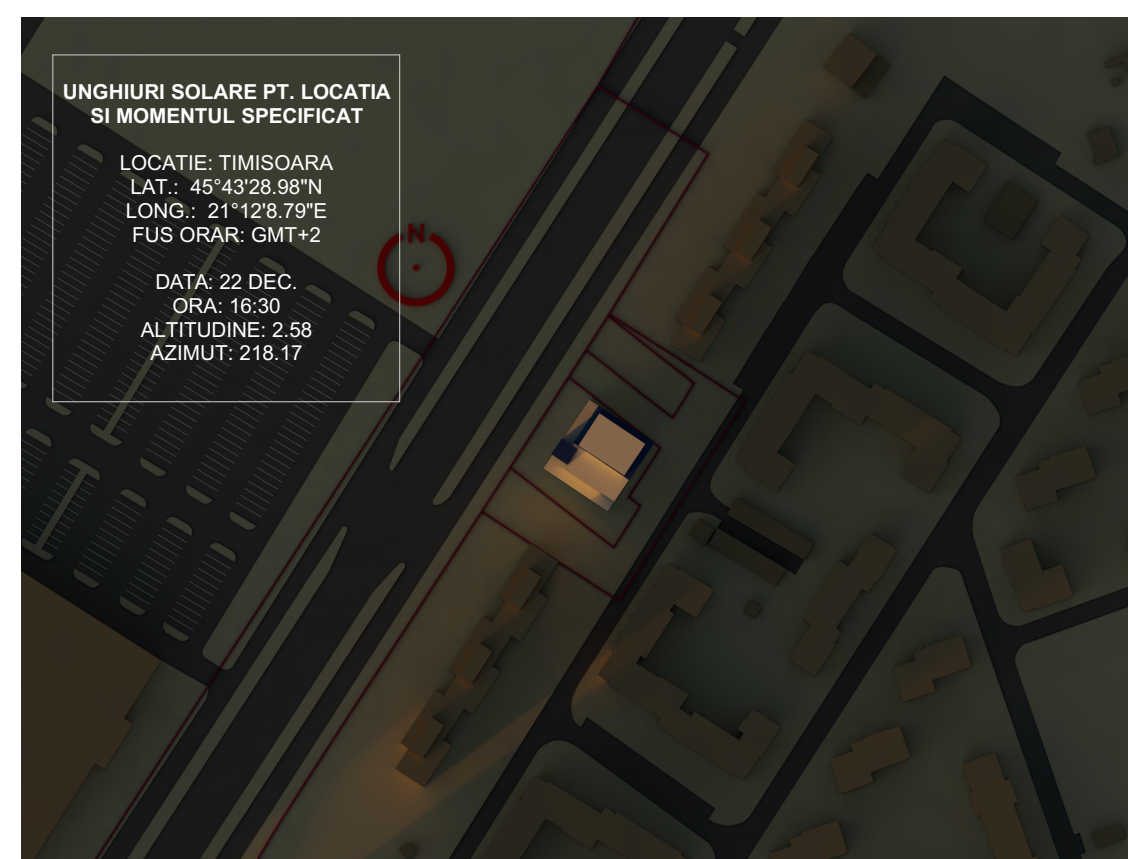 UNGHIURI SOLARE PT. LOCATIA
SI MOMENTUL SPECIFICAT
LOCATIE: TIMISOARA
LAT.: 45°43'28.98"N
LONG.: 21°12'8.79"E
FUS ORAR: GMT+2
DATA: 22 DEC.
ORA: 16:30
ALTITUDINE: 2.58
AZIMUT: 218.17
N